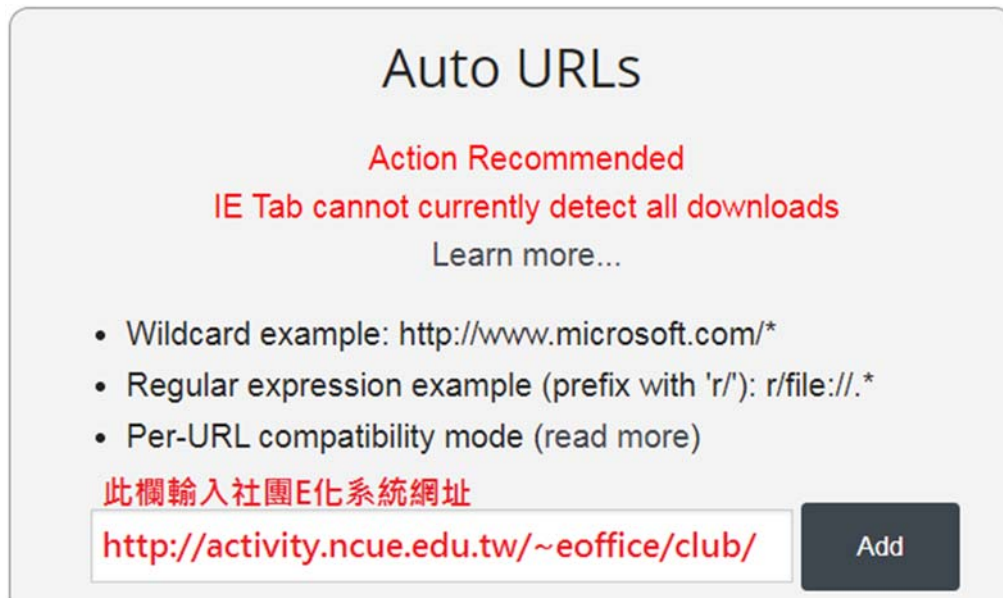 Auto URLs
Action Recommended
IE Tab cannot currently detect all downloads
Learn more...
• Wildcard example: http://www.microsoft.com/*
• Regular expression example (prefix with 'r/'): r/file://.*
• Per-URL compatibility mode (read more)
此欄輸入社團E化系統網址
http://activity.ncue.edu.tw/~eoffice/club/
Add